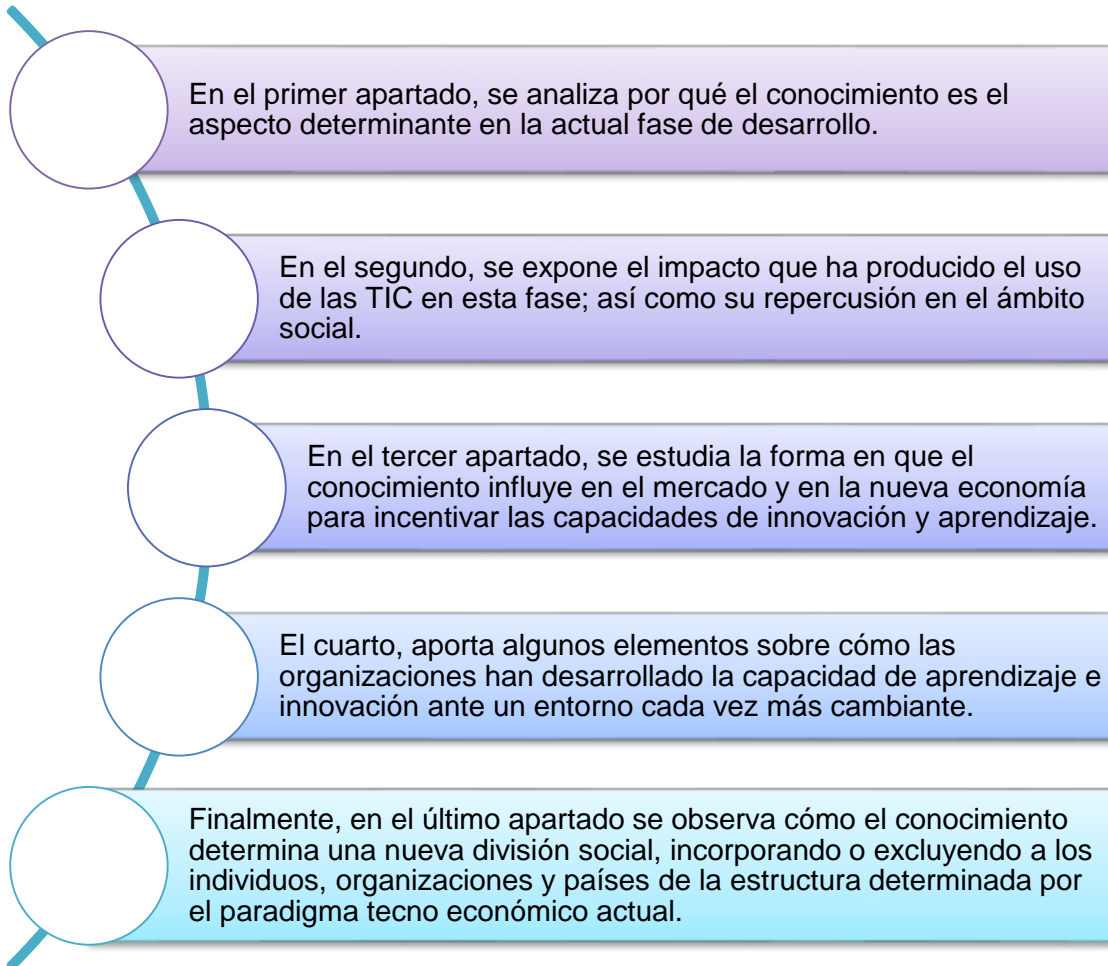 En el primer apartado, se analiza por qué el conocimiento es el
aspecto determinante en la actual fase de desarrollo.
En el segundo, se expone el impacto que ha producido el uso
de las TIC en esta fase; así como su repercusión en el ámbito
social.
En el tercer apartado, se estudia la forma en que el
conocimiento influye en el mercado y en la nueva economía
para incentivar las capacidades de innovación y aprendizaje.
El cuarto, aporta algunos elementos sobre cómo las
organizaciones han desarrollado la capacidad de aprendizaje e
innovación ante un entorno cada vez más cambiante.
Finalmente, en el último apartado se observa cómo el conocimiento
determina una nueva división social, incorporando o excluyendo a los
individuos, organizaciones y países de la estructura determinada por
el paradigma tecno económico actual.